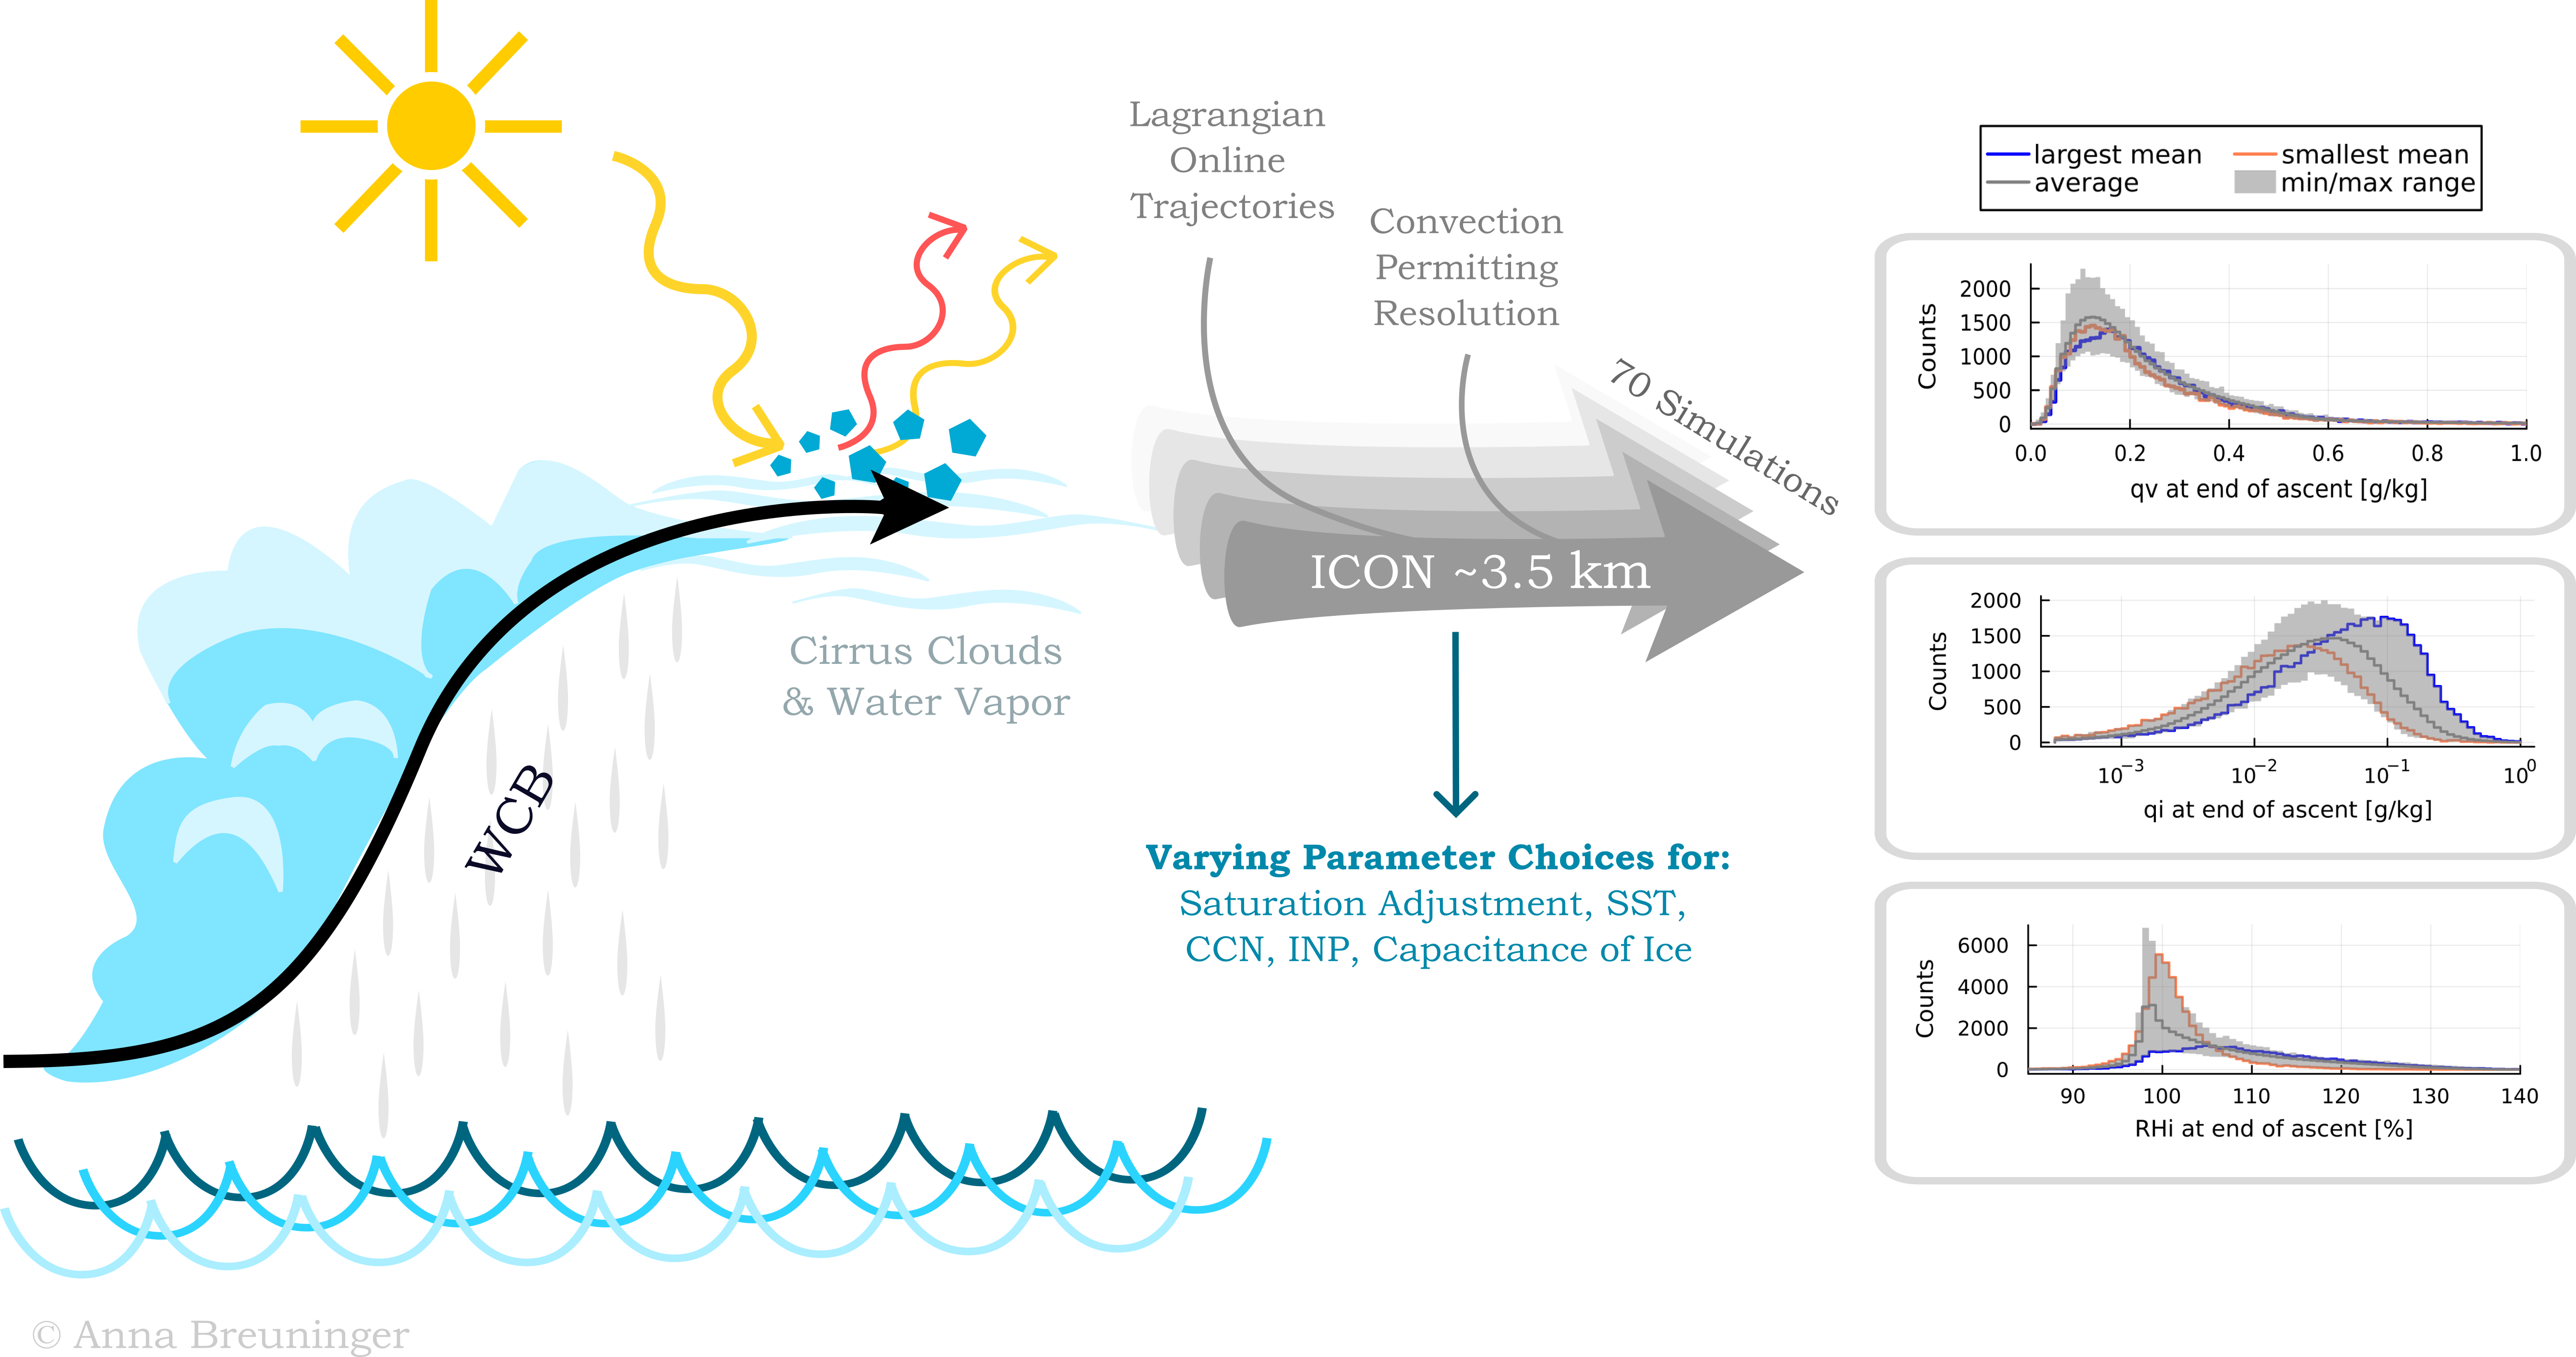 Lagrangian
Online
Trajectories
Convection
Permitting
Resolution
70 Simulations
ICON ~3.5 km
Cirrus Clouds
& Water Vapor
WCB
Varying Parameter Choices for:
Saturation Adjustment, SST,
CCN, INP, Capacitance of Ice
largest mean smallest mean
average min/max range
Counts
2000
1500
1000
500
0
0.0 0.2 0.4 0.6 0.8 1.0
qv at end of ascent [g/kg]
Counts
2000
1500
1000
500
0
10⁻³ 10⁻² 10⁻¹ 10⁰
qi at end of ascent [g/kg]
Counts
6000
4000
2000
0
90 100 110 120 130 140
RHi at end of ascent [%]
© Anna Breuninger